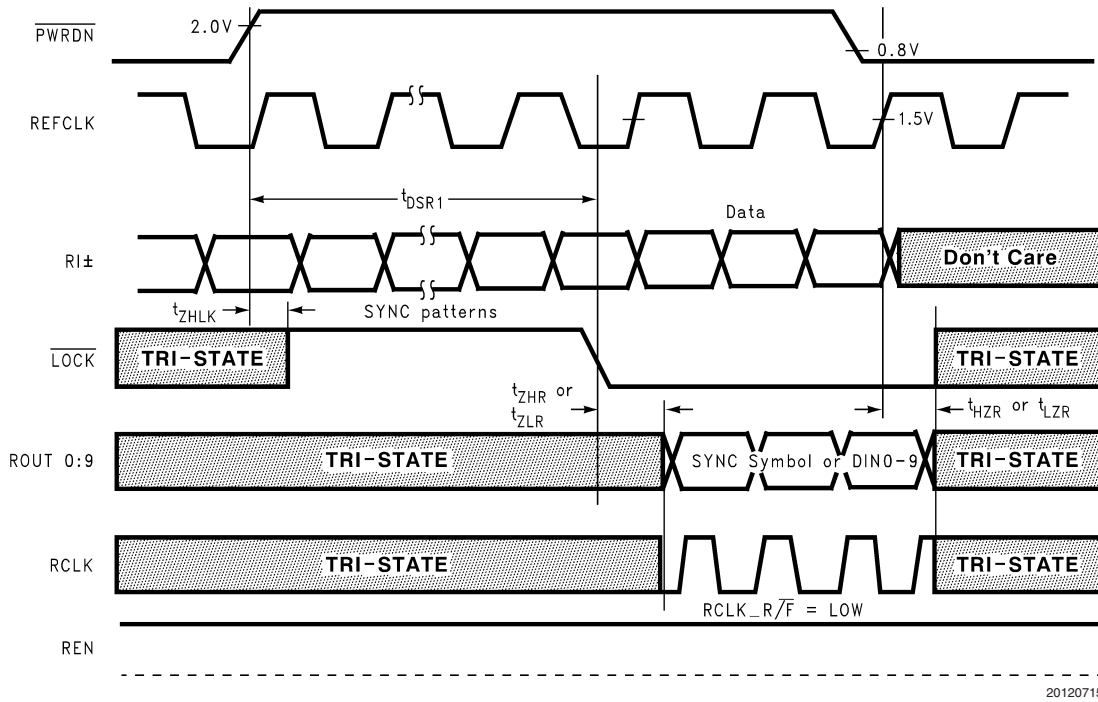 PWRDN
2.0V
0.8V
REFCLK
1.5V
tDSR1
Data
RI±
Don't Care
tZHLK
SYNC patterns
LOCK
TRI-STATE
TRI-STATE
tZHR or
tZLR
tHZR or tLZR
ROUT 0:9
TRI-STATE
SYNC Symbol or DIN0-9
TRI-STATE
RCLK
TRI-STATE
TRI-STATE
RCLK_R/F = LOW
REN
20120715